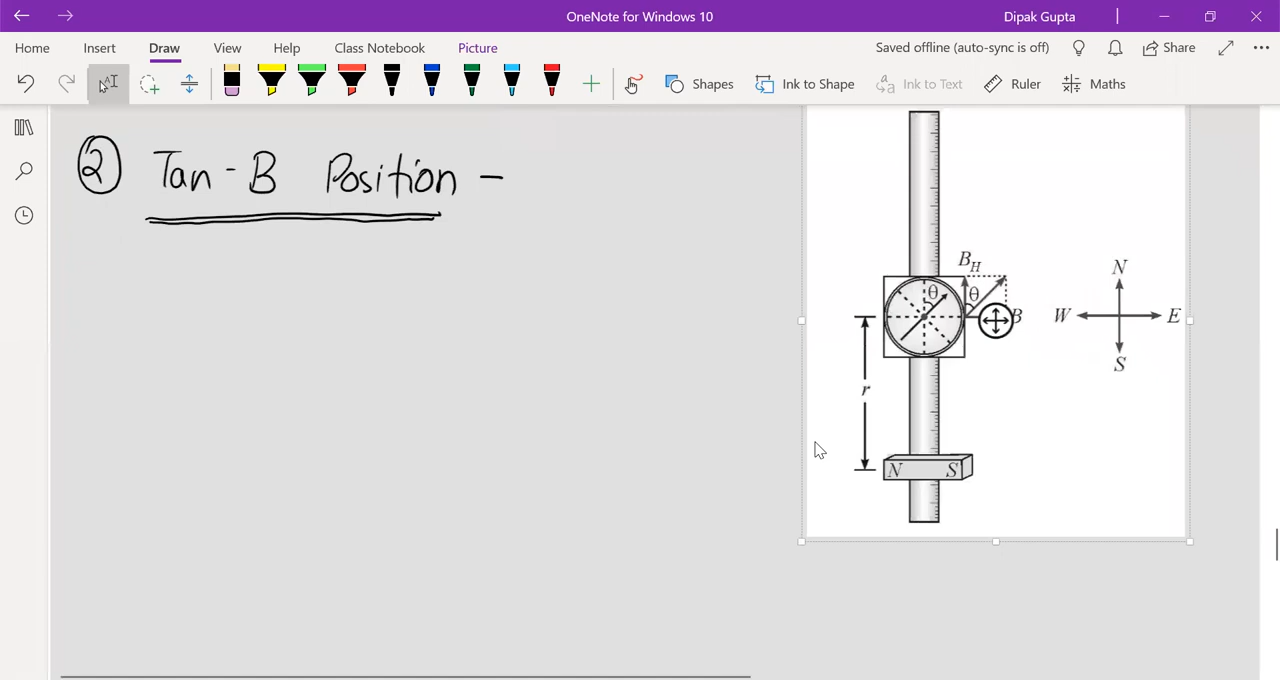 OneNote for Windows 10
Dipak Gupta
Home Insert Draw View Help Class Notebook Picture
Saved offline (auto-sync is off)
Share
Shapes
Ink to Shape
Ink to Text
Ruler
Maths
② Tan - B Position -
B_H
θ θ
B
N
W E
S
r
N S